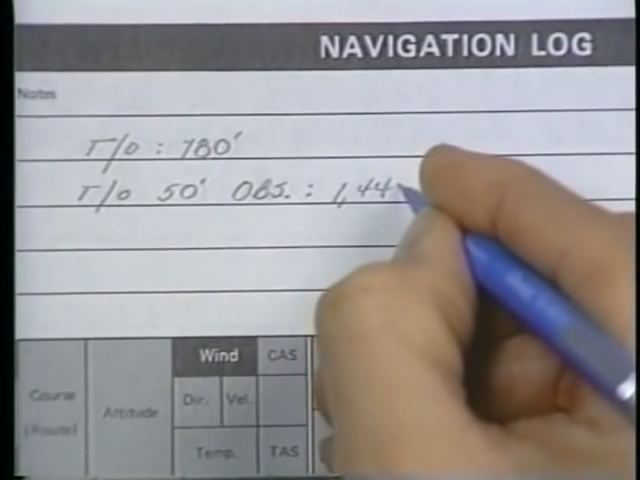 NAVIGATION LOG
Notes
T/O : 780'
T/O 50' OBS. : 1,44
Wind
CAS
Course
(Route)
Altitude
Dir.
Vel.
Temp.
TAS